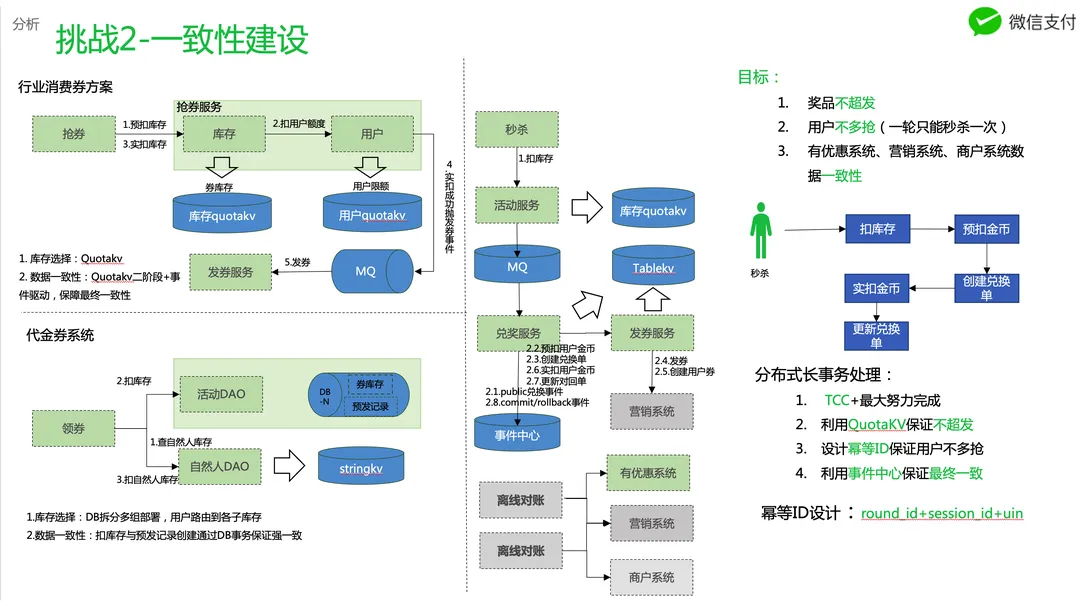 分析
挑战2-一致性建设
微信支付
行业消费券方案
抢券服务
抢券
1.预扣库存
3.实扣库存
库存
2.扣用户额度
用户
券库存
用户限额
库存quotakv
用户quotakv
4.实扣成功抛发券事件
1. 库存选择：Quotakv
2. 数据一致性：Quotakv二阶段+事
件驱动，保障最终一致性
发券服务
5.发券
MQ
代金券系统
2.扣库存
活动DAO
DB
-N
券库存
预发记录
领券
1.查自然人库存
自然人DAO
3.扣自然人库存
stringkv
1.库存选择：DB拆分多组部署，用户路由到各子库存
2.数据一致性：扣库存与预发记录创建通过DB事务保证强一致
秒杀
1.扣库存
活动服务
库存quotakv
MQ
Tablekv
兑奖服务
发券服务
2.2.预扣用户金币
2.3.创建兑换单
2.6.实扣用户金币
2.7.更新对回单
2.4.发券
2.5.创建用户券
2.1.public兑换事件
2.8.commit/rollback事件
营销系统
事件中心
离线对账
有优惠系统
营销系统
离线对账
商户系统
目标：
1. 奖品不超发
2. 用户不多抢（一轮只能秒杀一次）
3. 有优惠系统、营销系统、商户系统数
据一致性
秒杀
扣库存
预扣金币
实扣金币
创建兑换
单
更新兑换
单
分布式长事务处理：
1. TCC+最大努力完成
2. 利用QuotaKV保证不超发
3. 设计幂等ID保证用户不多抢
4. 利用事件中心保证最终一致
幂等ID设计：round_id+session_id+uin